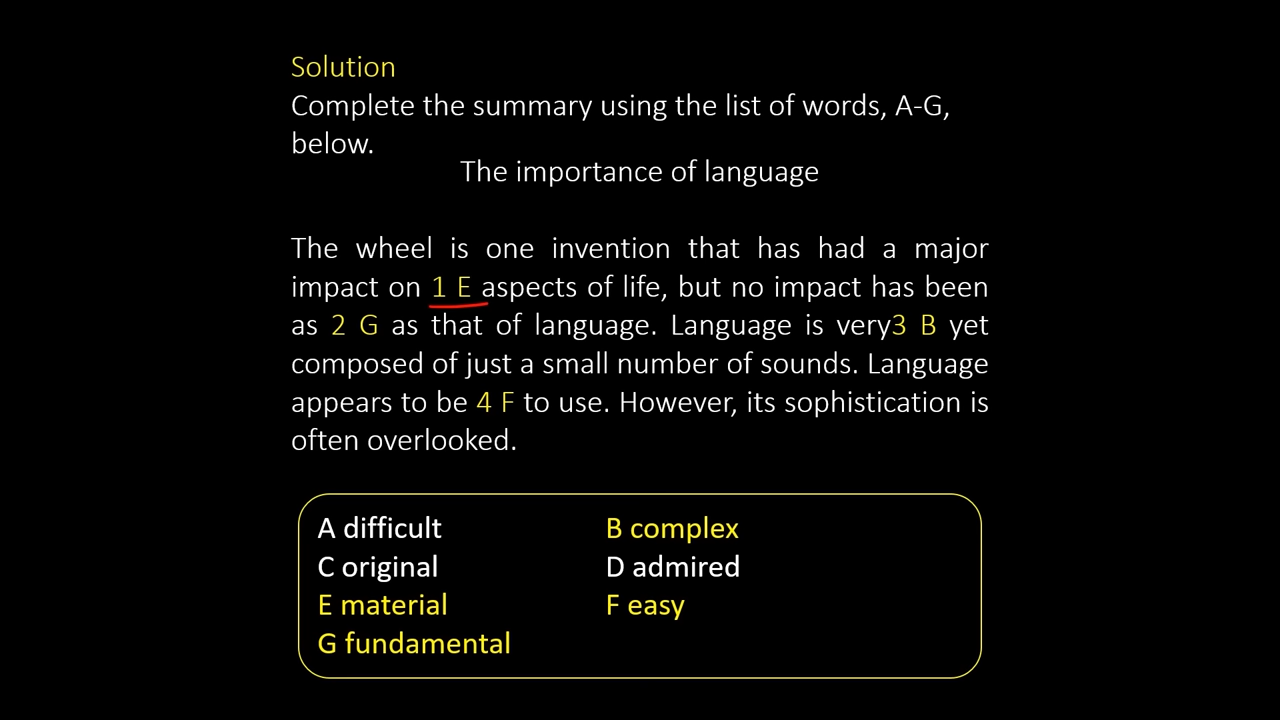 Solution
Complete the summary using the list of words, A-G,
below.
The importance of language
The wheel is one invention that has had a major
impact on 1 E aspects of life, but no impact has been
as 2 G as that of language. Language is very3 B yet
composed of just a small number of sounds. Language
appears to be 4 F to use. However, its sophistication is
often overlooked.
A difficult B complex
C original D admired
E material F easy
G fundamental